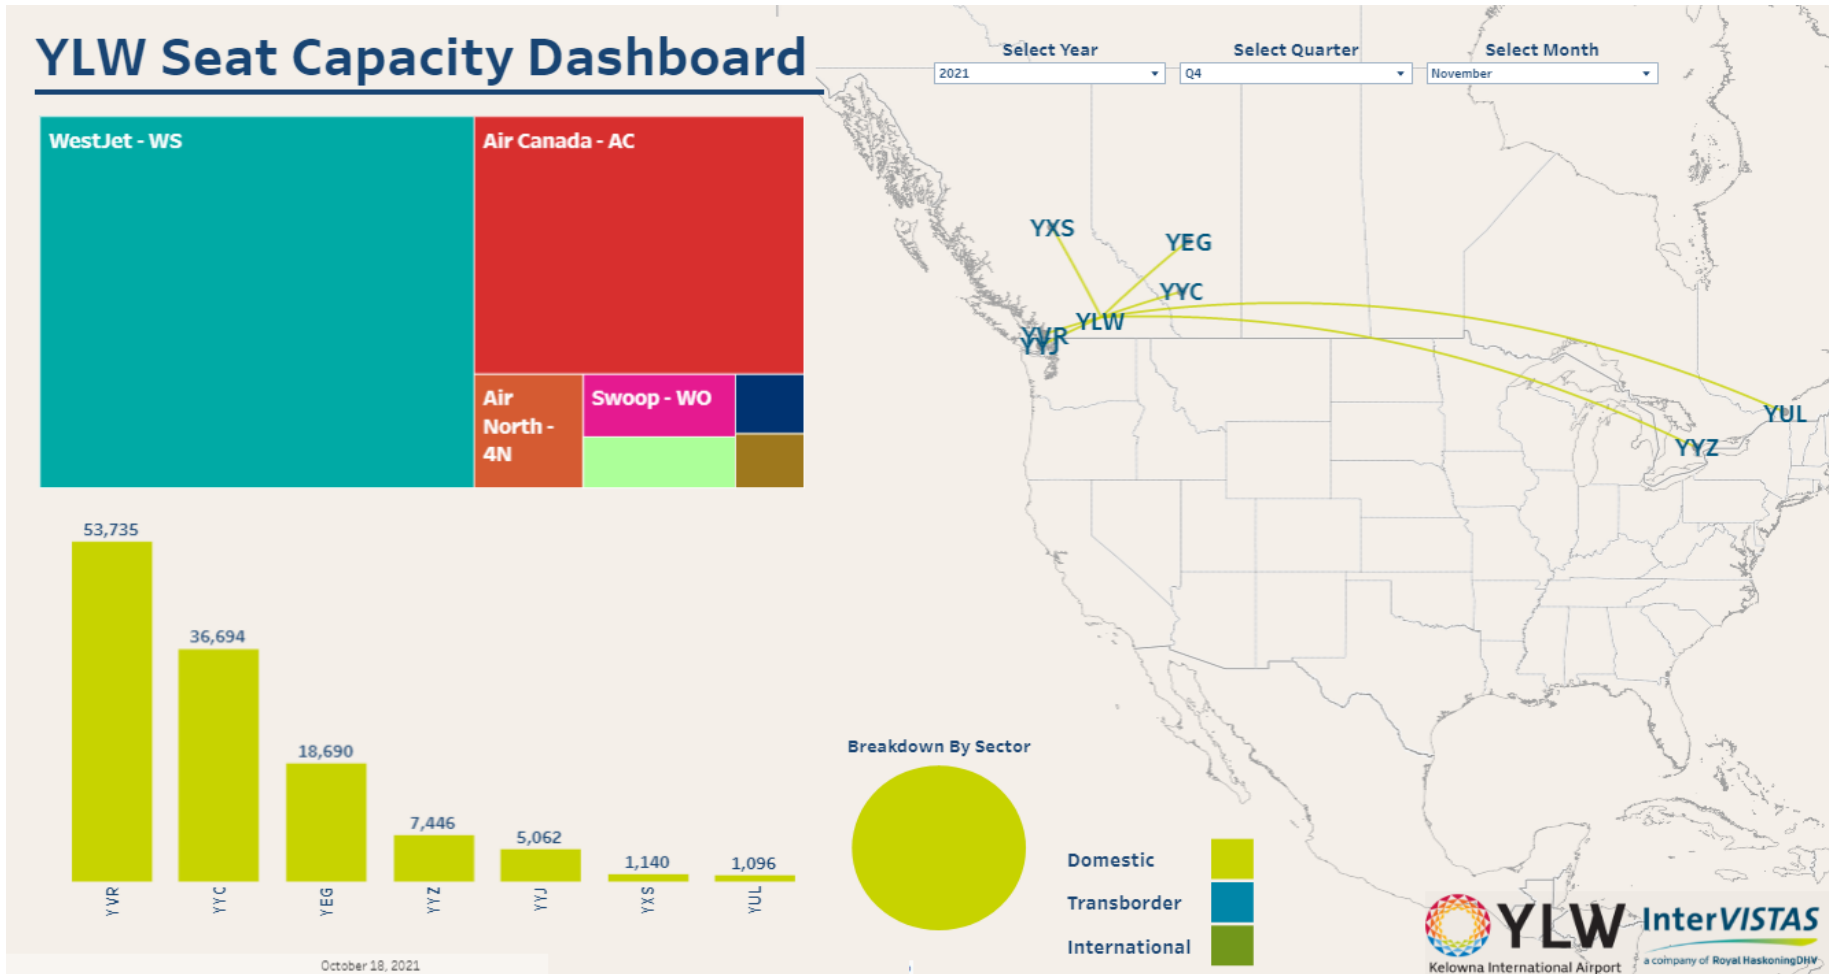 YLW Seat Capacity Dashboard
Select Year
Select Quarter
Select Month
2021
Q4
November
WestJet - WS
Air Canada - AC
Air
North -
4N
Swoop - WO
YXS
YEG
YYC
YLW
YVR
YYJ
YUL
YYZ
53,735
36,694
18,690
7,446
5,062
1,140
1,096
YVR
YYC
YEG
YYZ
YYJ
YXS
YUL
October 18, 2021
Breakdown By Sector
Domestic
Transborder
International
YLW
Kelowna International Airport
InterVISTAS
a company of Royal HaskoningDHV